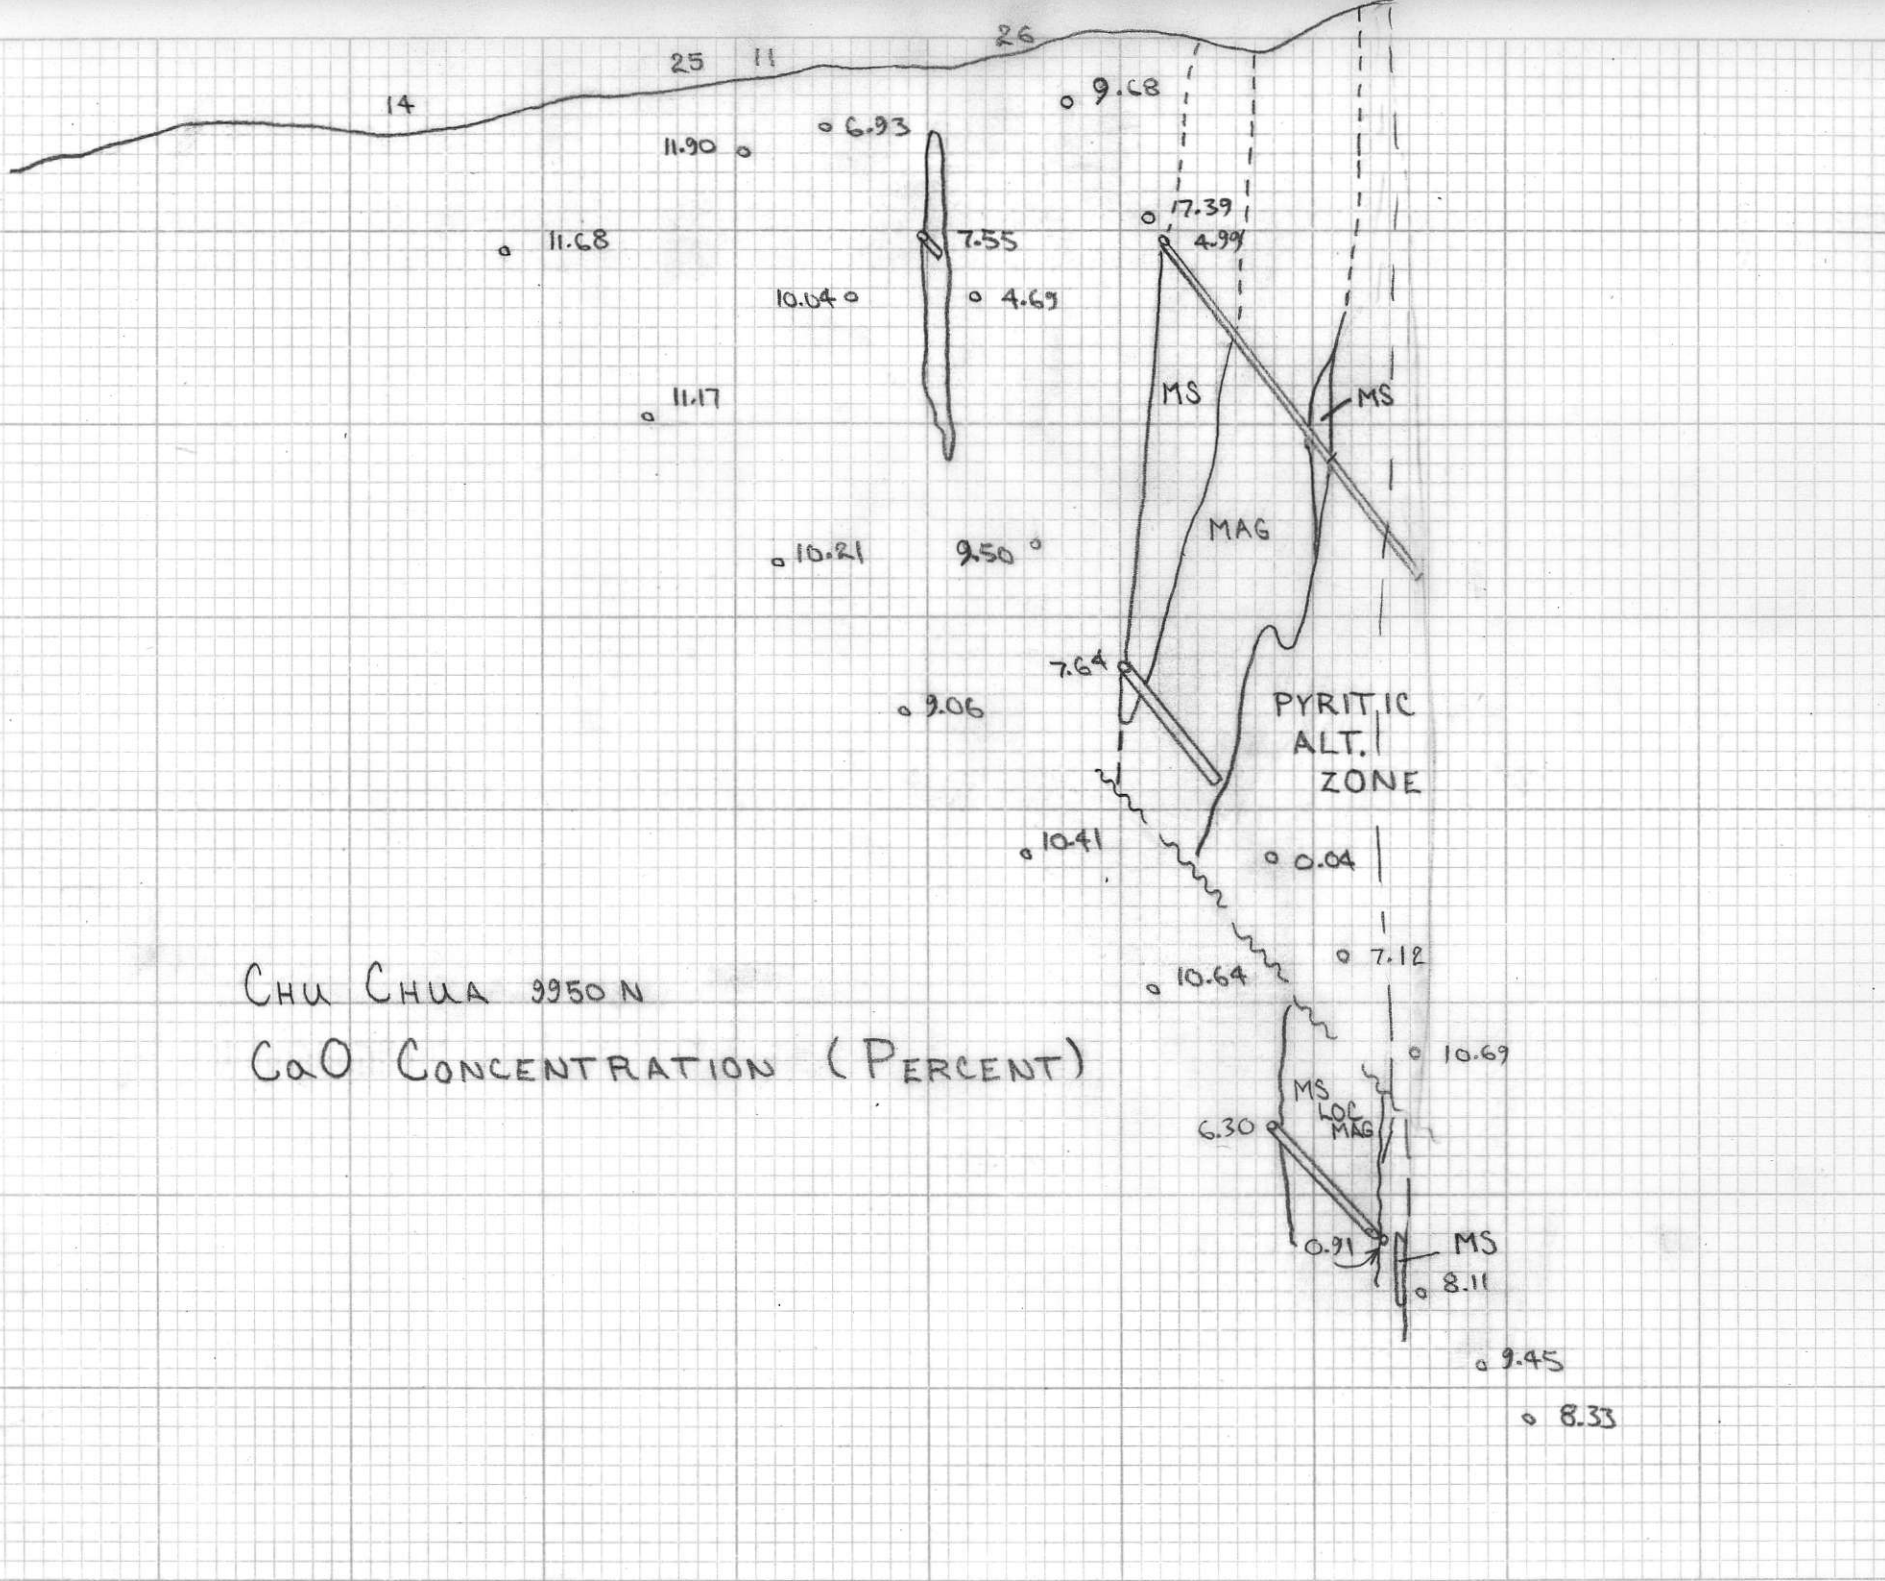 26
25 11
14
9.68
6.93
11.90
17.39
11.68
7.55
4.99
10.04
4.69
MS
MS
11.17
MAG
10.21
9.50
7.64
9.06
PYRITIC
ALT.
ZONE
10.41
0.04
7.12
10.64
CHU CHUA 9950 N
CaO CONCENTRATION (PERCENT)
10.69
MS
LOC
MAG
6.30
0.91
MS
8.11
9.45
8.33